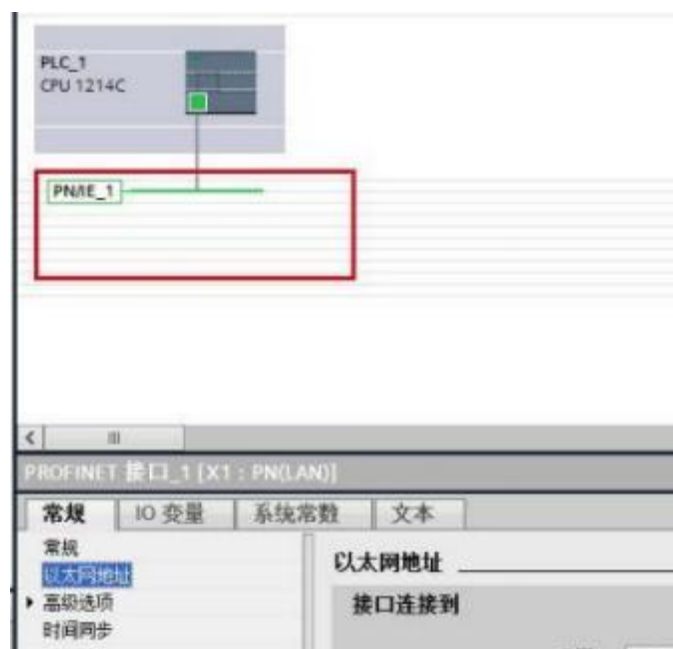 PLC_1
CPU 1214C
PN/IE_1
PROFINET 接口_1 [X1 : PN(LAN)]
常规 IO 变量 系统常数 文本
常规
以太网地址
高级选项
时间同步
以太网地址
接口连接到